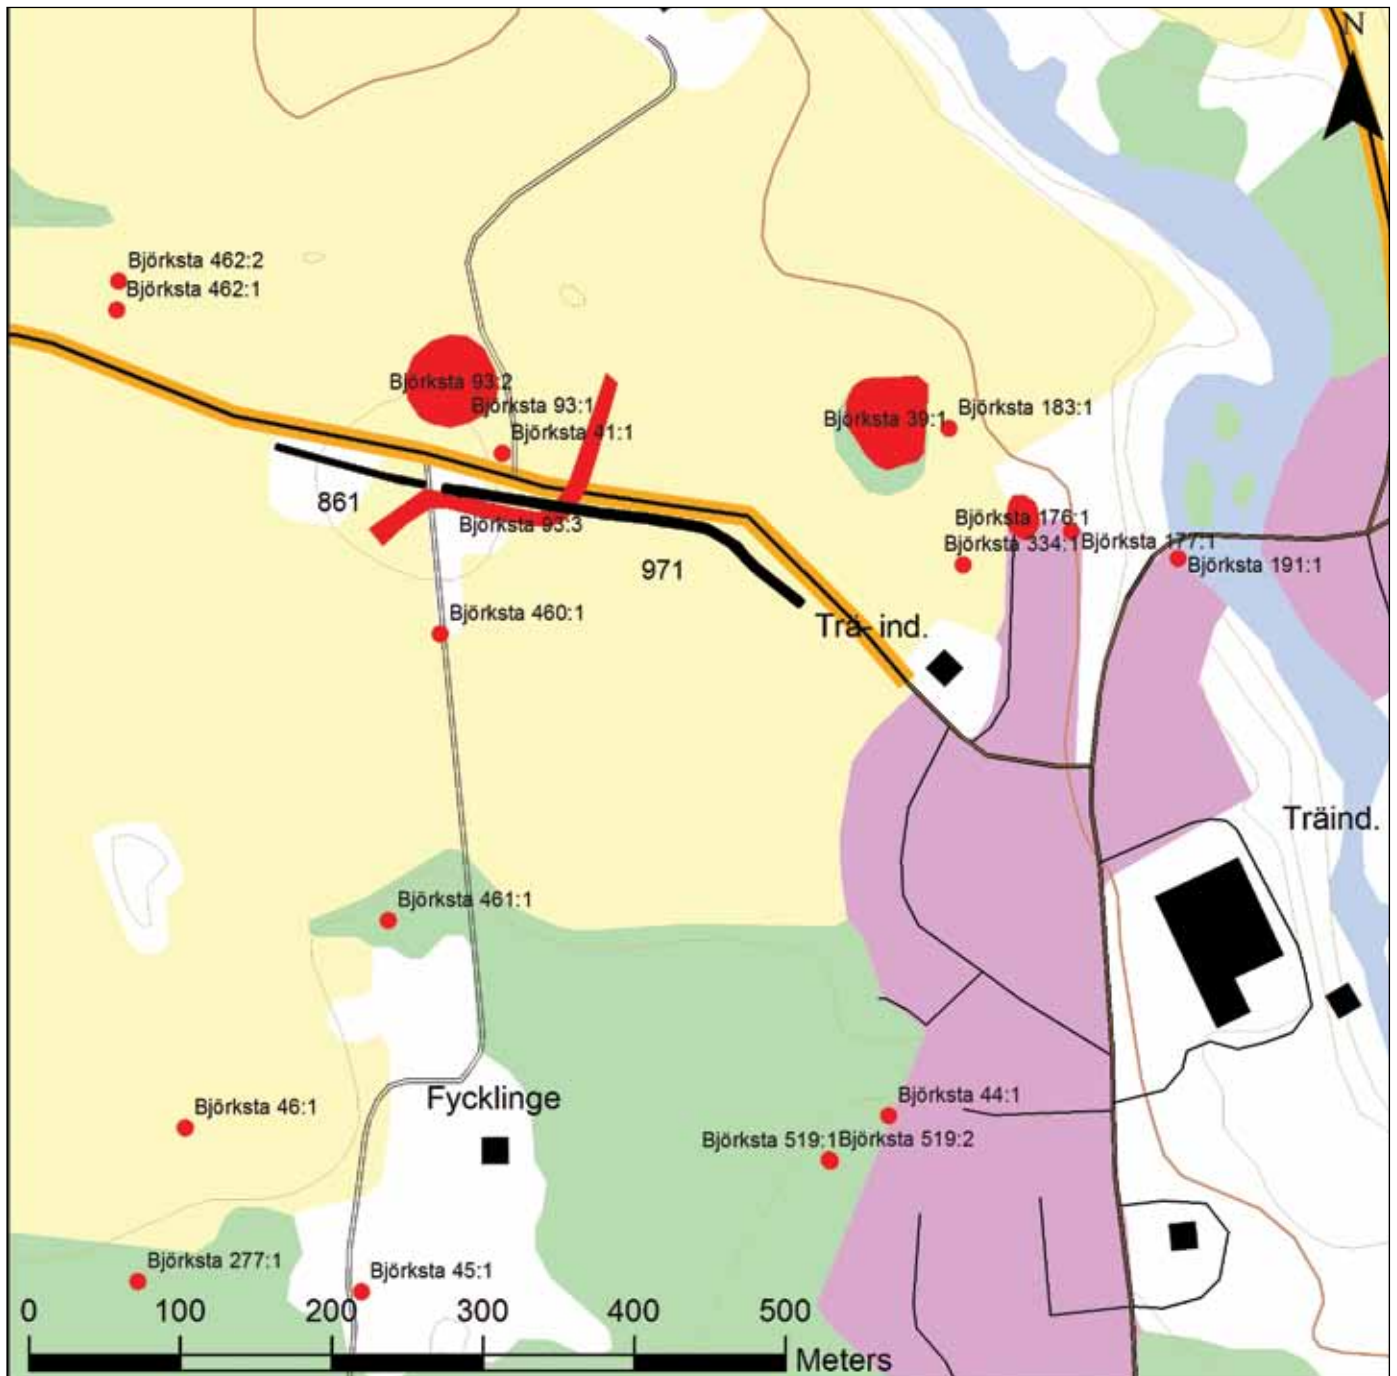 N
Björksta 462:2
Björksta 462:1
Björksta 93:2
Björksta 93:1
Björksta 41:1
Björksta 39:1
Björksta 183:1
861
Björksta 93:3
971
Björksta 176:1
Björksta 334:1
Björksta 177:1
Björksta 191:1
Björksta 460:1
Trä- ind.
Träind.
Björksta 461:1
Fycklinge
Björksta 46:1
Björksta 44:1
Björksta 519:1 Björksta 519:2
Björksta 277:1
Björksta 45:1
0 100 200 300 400 500
Meters